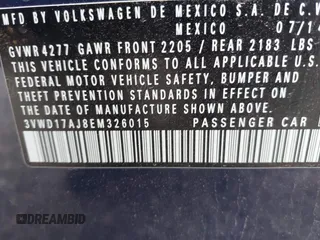 MFD BY VOLKSWAGEN DE MEXICO S.A. DE C.V
MEXICO 07/14
GVWR 4277 GAWR FRONT 2205 / REAR 2183 LBS
THIS VEHICLE CONFORMS TO ALL APPLICABLE U.S.
FEDERAL MOTOR VEHICLE SAFETY, BUMPER AND
THEFT PREVENTION STANDARDS IN EFFECT
ON THE DATE OF MANUFACTURE SHOWN ABOVE.
3VWD17AJ8EM326015 PASSENGER CAR
DREAMBID